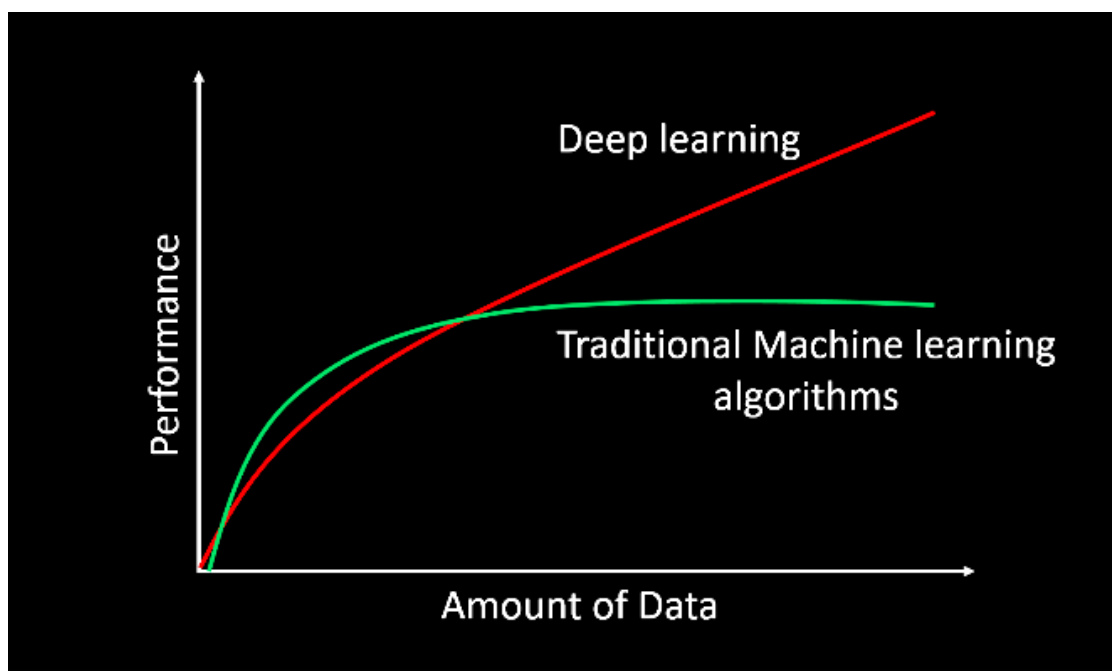 Deep learning
Performance
Traditional Machine learning
algorithms
Amount of Data